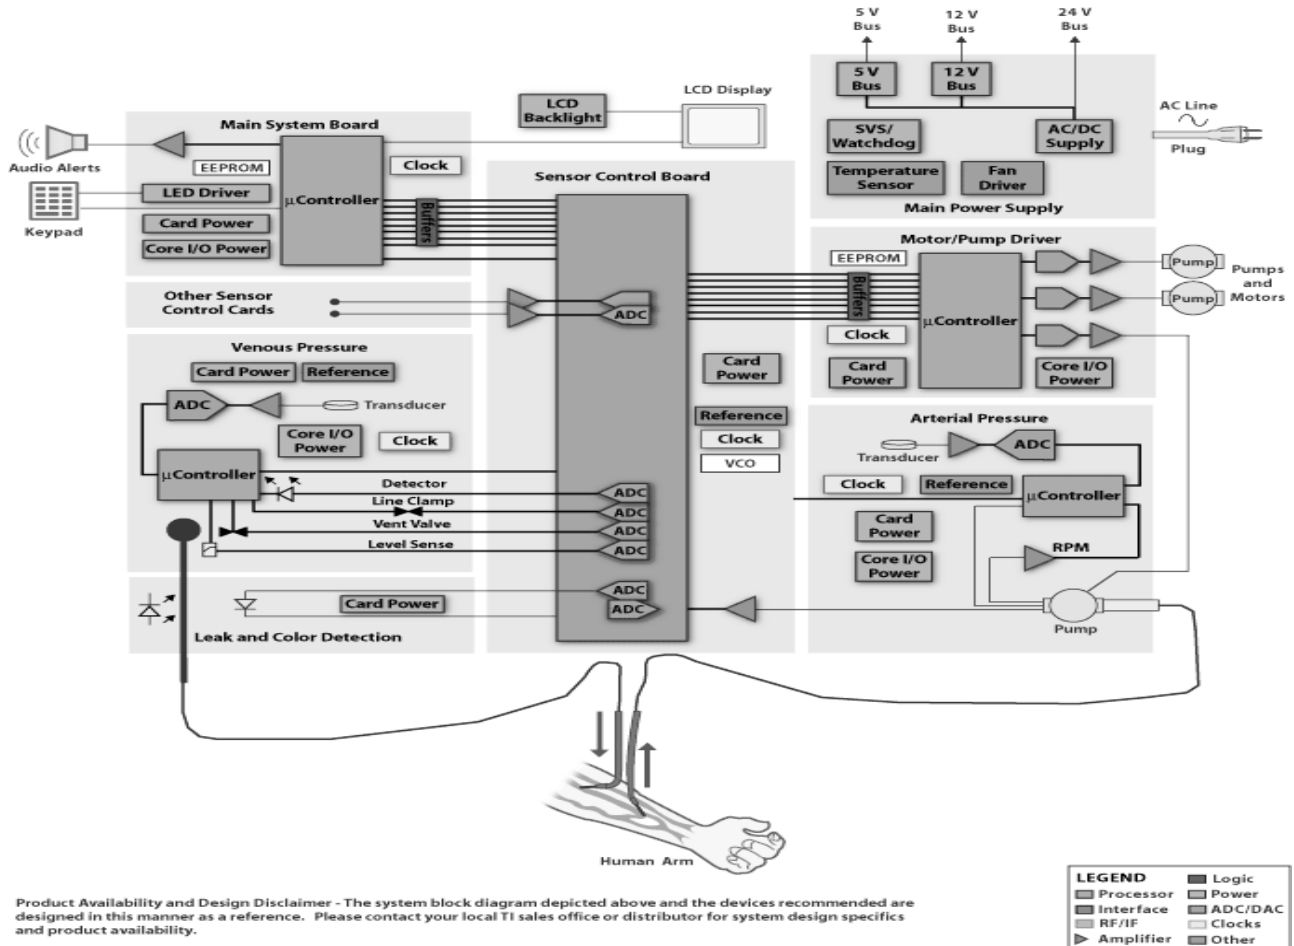 5 V
Bus
12 V
Bus
24 V
Bus
5 V
Bus
12 V
Bus
SVS/
Watchdog
AC/DC
Supply
Temperature
Sensor
Fan
Driver
Main Power Supply
AC Line
Plug
LCD
Backlight
LCD Display
Main System Board
Audio Alerts
EEPROM
LED Driver
Card Power
Core I/O Power
Keypad
µController
Clock
Buffers
Sensor Control Board
Other Sensor
Control Cards
ADC
Motor/Pump Driver
EEPROM
Buffers
Clock
Card
Power
µController
Core I/O
Power
Pump
Pump
Pumps
and
Motors
Venous Pressure
Card Power
Reference
ADC
Transducer
Core I/O
Power
Clock
µController
Detector
Line Clamp
Vent Valve
Level Sense
ADC
ADC
ADC
ADC
Card
Power
Reference
Clock
VCO
Arterial Pressure
Transducer
ADC
Clock
Reference
µController
Card
Power
Core I/O
Power
RPM
Pump
Card Power
Leak and Color Detection
ADC
ADC
Human Arm
Product Availability and Design Disclaimer - The system block diagram depicted above and the devices recommended are
designed in this manner as a reference. Please contact your local TI sales office or distributor for system design specifics
and product availability.
LEGEND
Processor
Interface
RF/IF
Amplifier
Logic
Power
ADC/DAC
Clocks
Other